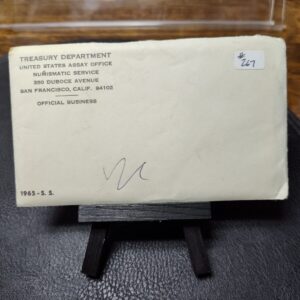 TREASURY DEPARTMENT
UNITED STATES ASSAY OFFICE
NUMISMATIC SERVICE
350 DUBOCE AVENUE
SAN FRANCISCO, CALIF. 94102
OFFICIAL BUSINESS
#
267
1965 - S. S.